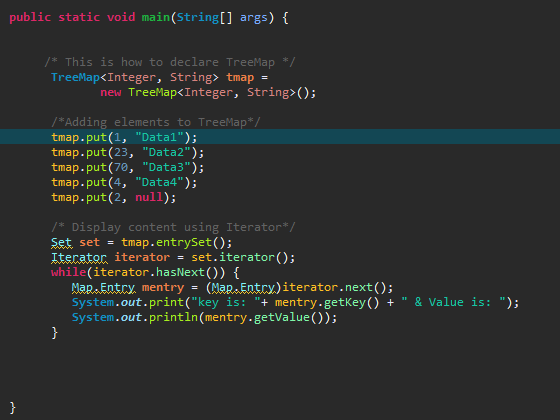 public static void main(String[] args) {
/* This is how to declare TreeMap */
TreeMap<Integer, String> tmap =
new TreeMap<Integer, String>();
/*Adding elements to TreeMap*/
tmap.put(1, "Data1");
tmap.put(23, "Data2");
tmap.put(70, "Data3");
tmap.put(4, "Data4");
tmap.put(2, null);
/* Display content using Iterator*/
Set set = tmap.entrySet();
Iterator iterator = set.iterator();
while(iterator.hasNext()) {
Map.Entry mentry = (Map.Entry)iterator.next();
System.out.print("key is: "+ mentry.getKey() + " & Value is: ");
System.out.println(mentry.getValue());
}
}